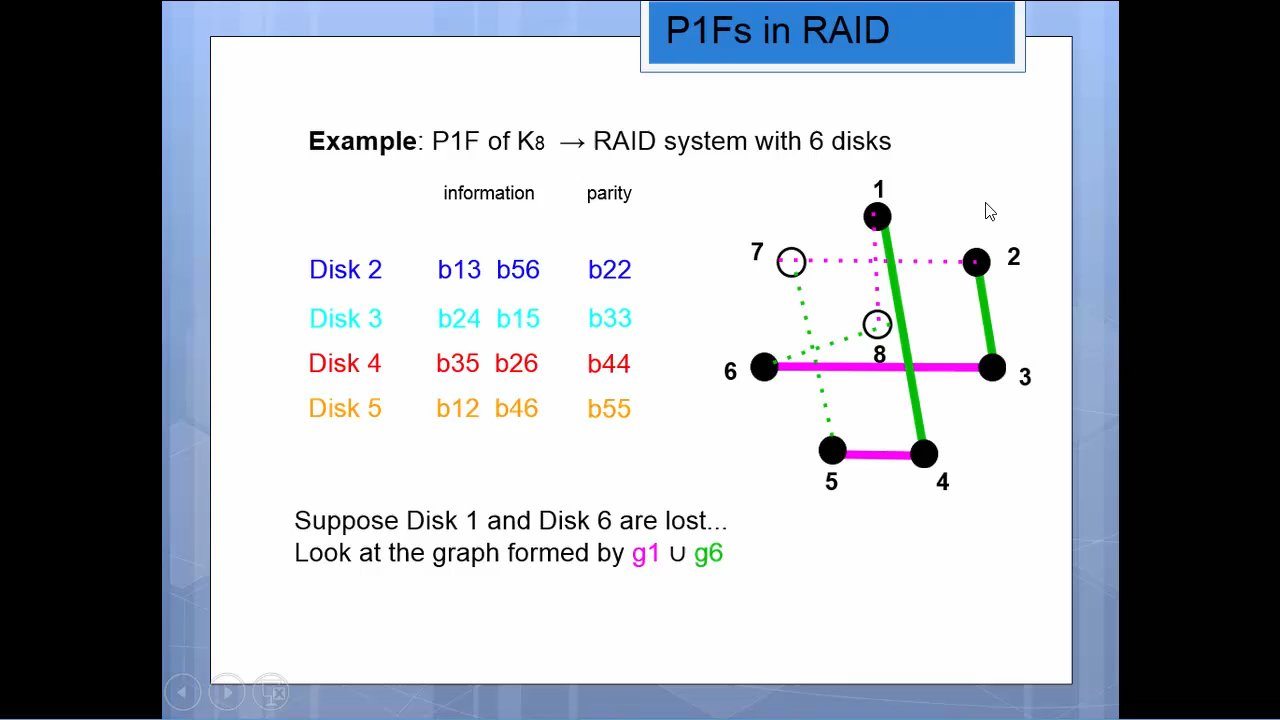 P1Fs in RAID
Example: P1F of K8 → RAID system with 6 disks
information parity
Disk 2 b13 b56 b22
Disk 3 b24 b15 b33
Disk 4 b35 b26 b44
Disk 5 b12 b46 b55
1
7
2
8
6
3
5
4
Suppose Disk 1 and Disk 6 are lost...
Look at the graph formed by g1 ∪ g6